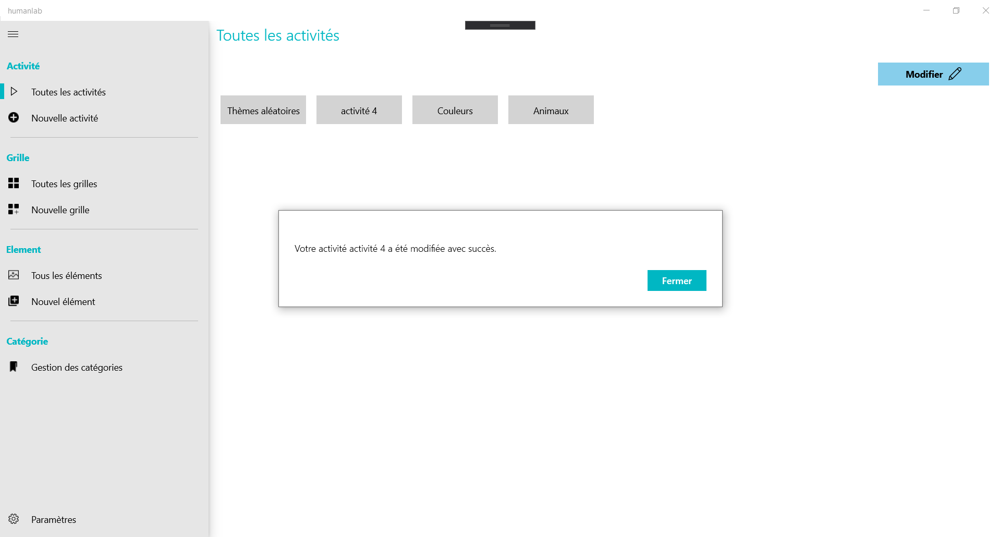 humanlab
Toutes les activités
Activité
Toutes les activités
Nouvelle activité
Grille
Toutes les grilles
Nouvelle grille
Element
Tous les éléments
Nouvel élément
Catégorie
Gestion des catégories
Paramètres
Modifier
Thèmes aléatoires
activité 4
Couleurs
Animaux
Votre activité activité 4 a été modifiée avec succès.
Fermer